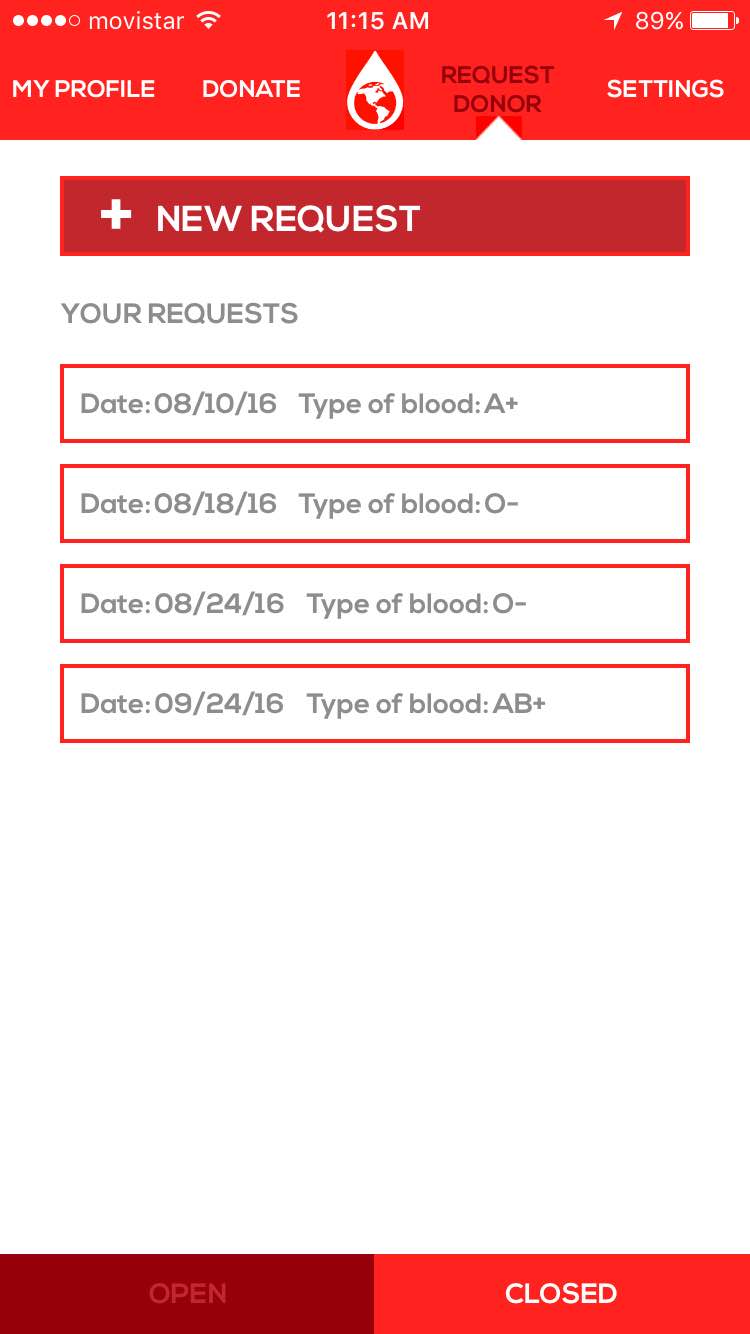 movistar 11:15 AM 89%
MY PROFILE DONATE REQUEST DONOR SETTINGS
+ NEW REQUEST
YOUR REQUESTS
Date: 08/10/16 Type of blood: A+
Date: 08/18/16 Type of blood: O-
Date: 08/24/16 Type of blood: O-
Date: 09/24/16 Type of blood: AB+
OPEN CLOSED